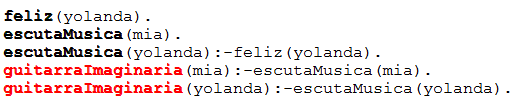 feliz(yolanda).
escutaMusica(mia).
escutaMusica(yolanda):-feliz(yolanda).
guitarraImaginaria(mia):-escutaMusica(mia).
guitarraImaginaria(yolanda):-escutaMusica(yolanda).